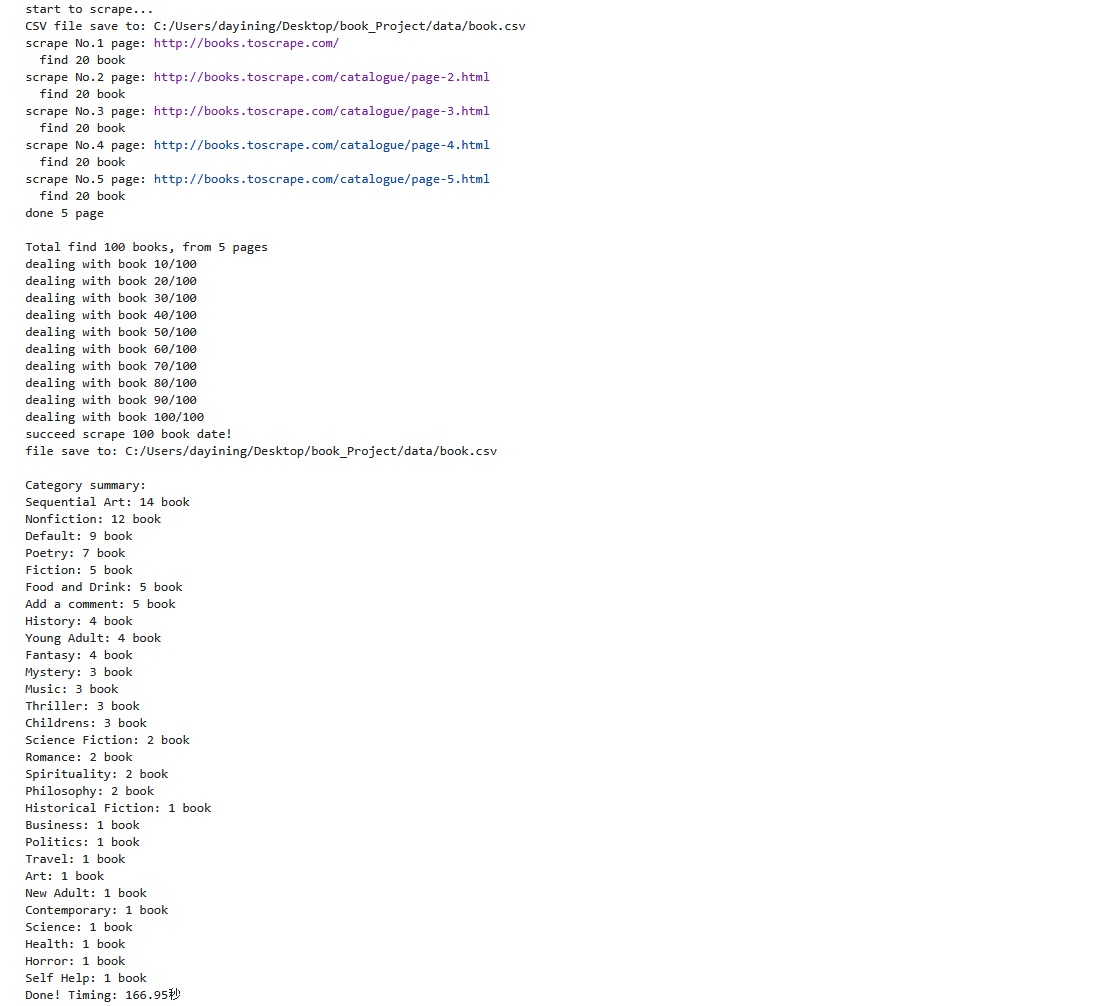 start to scrape...
CSV file save to: C:/Users/dayining/Desktop/book_Project/data/book.csv
scrape No.1 page: http://books.toscrape.com/
find 20 book
scrape No.2 page: http://books.toscrape.com/catalogue/page-2.html
find 20 book
scrape No.3 page: http://books.toscrape.com/catalogue/page-3.html
find 20 book
scrape No.4 page: http://books.toscrape.com/catalogue/page-4.html
find 20 book
scrape No.5 page: http://books.toscrape.com/catalogue/page-5.html
find 20 book
done 5 page
Total find 100 books, from 5 pages
dealing with book 10/100
dealing with book 20/100
dealing with book 30/100
dealing with book 40/100
dealing with book 50/100
dealing with book 60/100
dealing with book 70/100
dealing with book 80/100
dealing with book 90/100
dealing with book 100/100
succeed scrape 100 book date!
file save to: C:/Users/dayining/Desktop/book_Project/data/book.csv
Category summary:
Sequential Art: 14 book
Nonfiction: 12 book
Default: 9 book
Poetry: 7 book
Fiction: 5 book
Food and Drink: 5 book
Add a comment: 5 book
History: 4 book
Young Adult: 4 book
Fantasy: 4 book
Mystery: 3 book
Music: 3 book
Thriller: 3 book
Childrens: 3 book
Science Fiction: 2 book
Romance: 2 book
Spirituality: 2 book
Philosophy: 2 book
Historical Fiction: 1 book
Business: 1 book
Politics: 1 book
Travel: 1 book
Art: 1 book
New Adult: 1 book
Contemporary: 1 book
Science: 1 book
Health: 1 book
Horror: 1 book
Self Help: 1 book
Done! Timing: 166.95秒